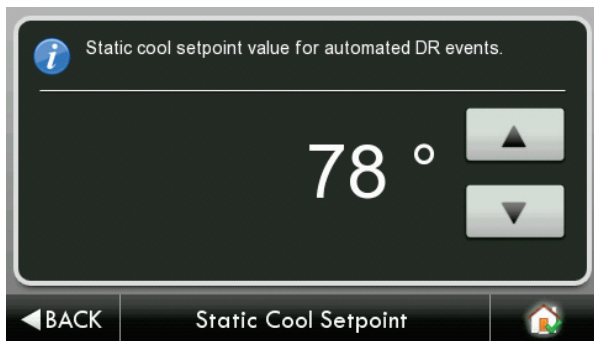 Static cool setpoint value for automated DR events.
78 °
BACK
Static Cool Setpoint